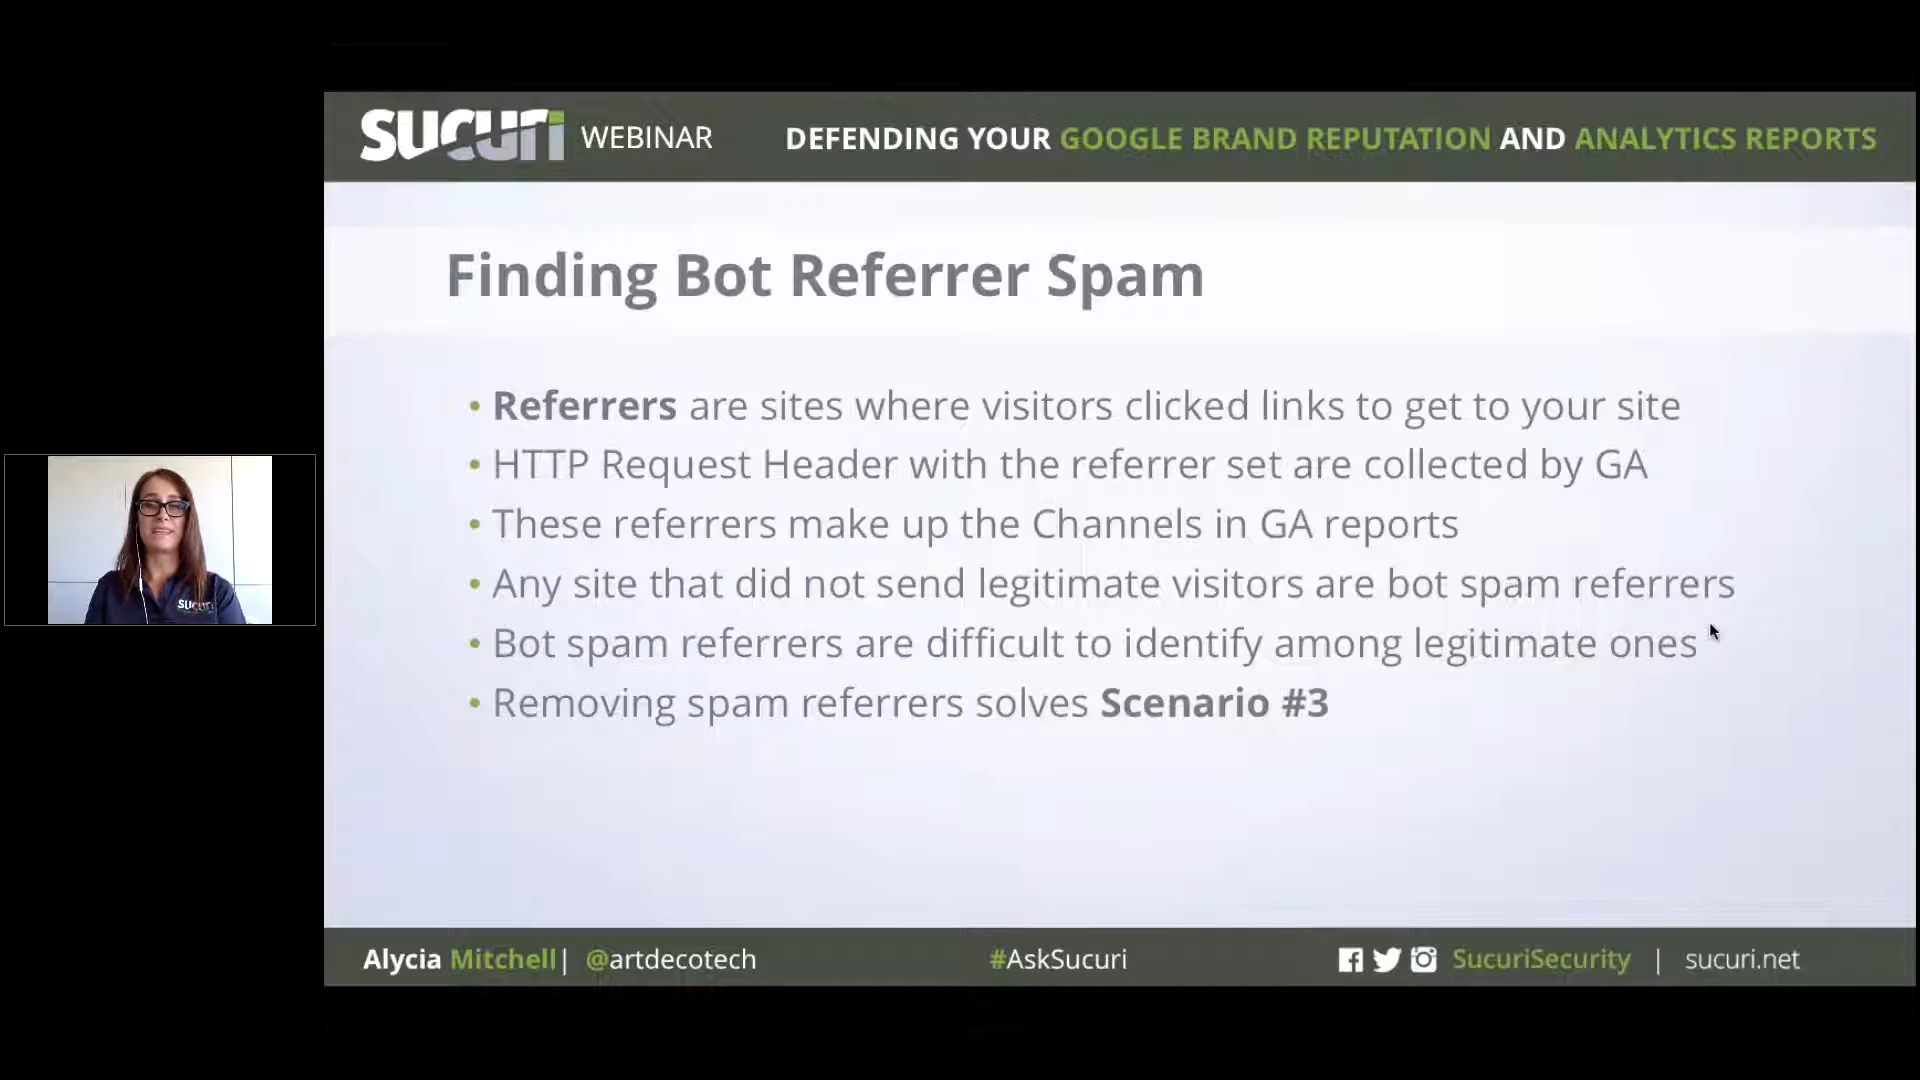 sucuri WEBINAR DEFENDING YOUR GOOGLE BRAND REPUTATION AND ANALYTICS REPORTS
Finding Bot Referrer Spam
• Referrers are sites where visitors clicked links to get to your site
• HTTP Request Header with the referrer set are collected by GA
• These referrers make up the Channels in GA reports
• Any site that did not send legitimate visitors are bot spam referrers
• Bot spam referrers are difficult to identify among legitimate ones
• Removing spam referrers solves Scenario #3
sucuri
Alycia Mitchell| @artdecotech #AskSucuri SucuriSecurity | sucuri.net